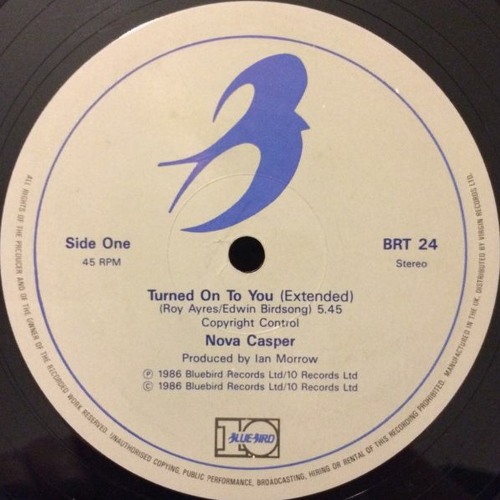 Side One
45 RPM
BRT 24
Stereo
Turned On To You (Extended)
(Roy Ayres/Edwin Birdsong) 5.45
Copyright Control
Nova Casper
Produced by Ian Morrow
Ⓟ 1986 Bluebird Records Ltd/10 Records Ltd
© 1986 Bluebird Records Ltd/10 Records Ltd
10
BLUEBIRD
ALL RIGHTS OF THE PRODUCER AND OF THE OWNER OF THE RECORDED WORK RESERVED. UNAUTHORISED COPYING, PUBLIC PERFORMANCE, BROADCASTING, HIRING OR RENTAL OF THIS RECORDING PROHIBITED. MANUFACTURED IN THE UK. DISTRIBUTED BY VIRGIN RECORDS LTD.